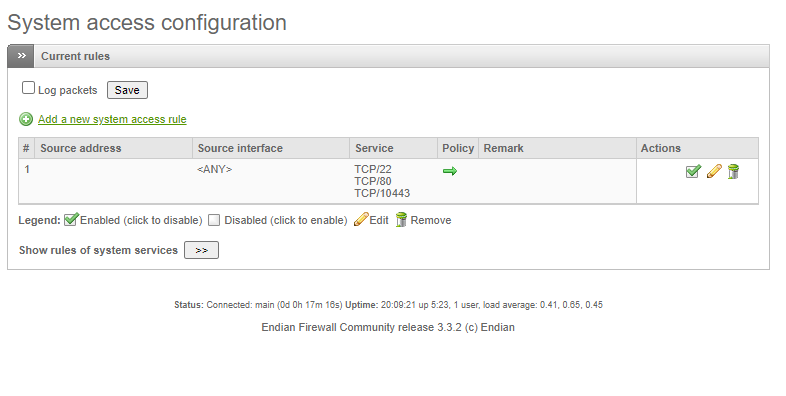 System access configuration
» Current rules
Log packets Save
Add a new system access rule
# Source address Source interface Service Policy Remark Actions
1 <ANY> TCP/22
TCP/80
TCP/10443
Legend: Enabled (click to disable) Disabled (click to enable) Edit Remove
Show rules of system services >>
Status: Connected: main (0d 0h 17m 16s) Uptime: 20:09:21 up 5:23, 1 user, load average: 0.41, 0.65, 0.45
Endian Firewall Community release 3.3.2 (c) Endian